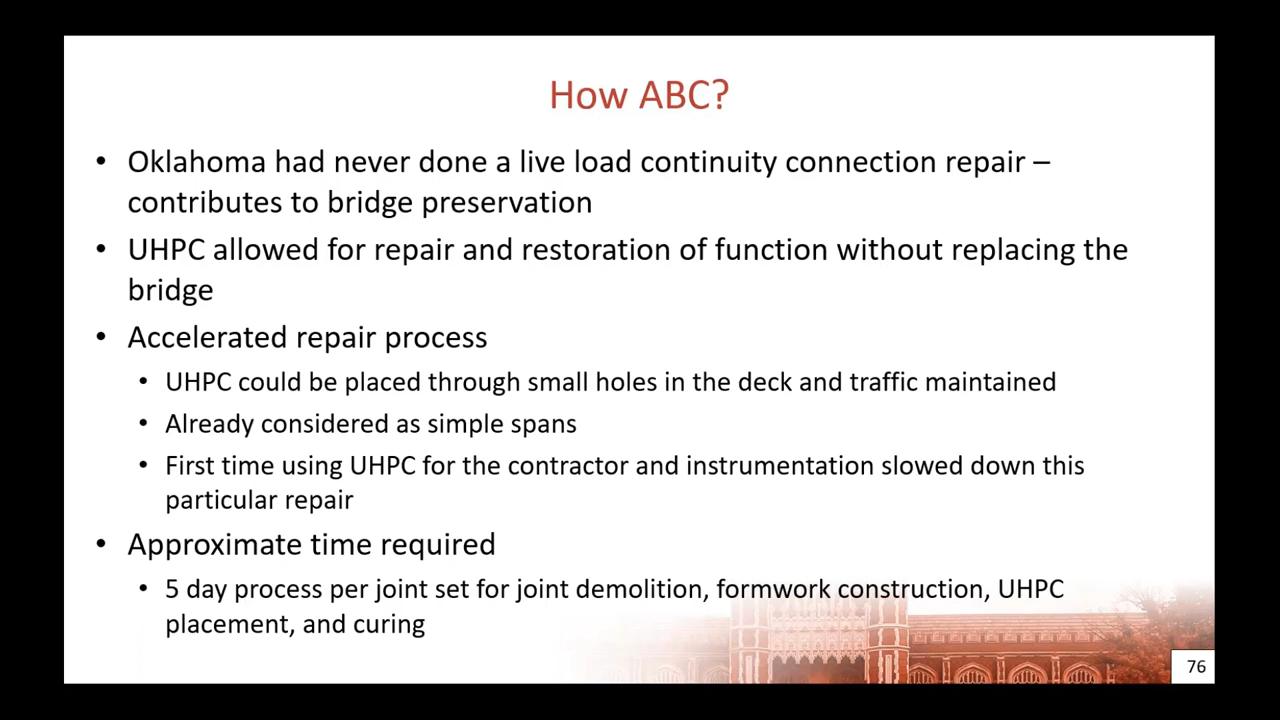 How ABC?
• Oklahoma had never done a live load continuity connection repair –
contributes to bridge preservation
• UHPC allowed for repair and restoration of function without replacing the
bridge
• Accelerated repair process
• UHPC could be placed through small holes in the deck and traffic maintained
• Already considered as simple spans
• First time using UHPC for the contractor and instrumentation slowed down this
particular repair
• Approximate time required
• 5 day process per joint set for joint demolition, formwork construction, UHPC
placement, and curing
76